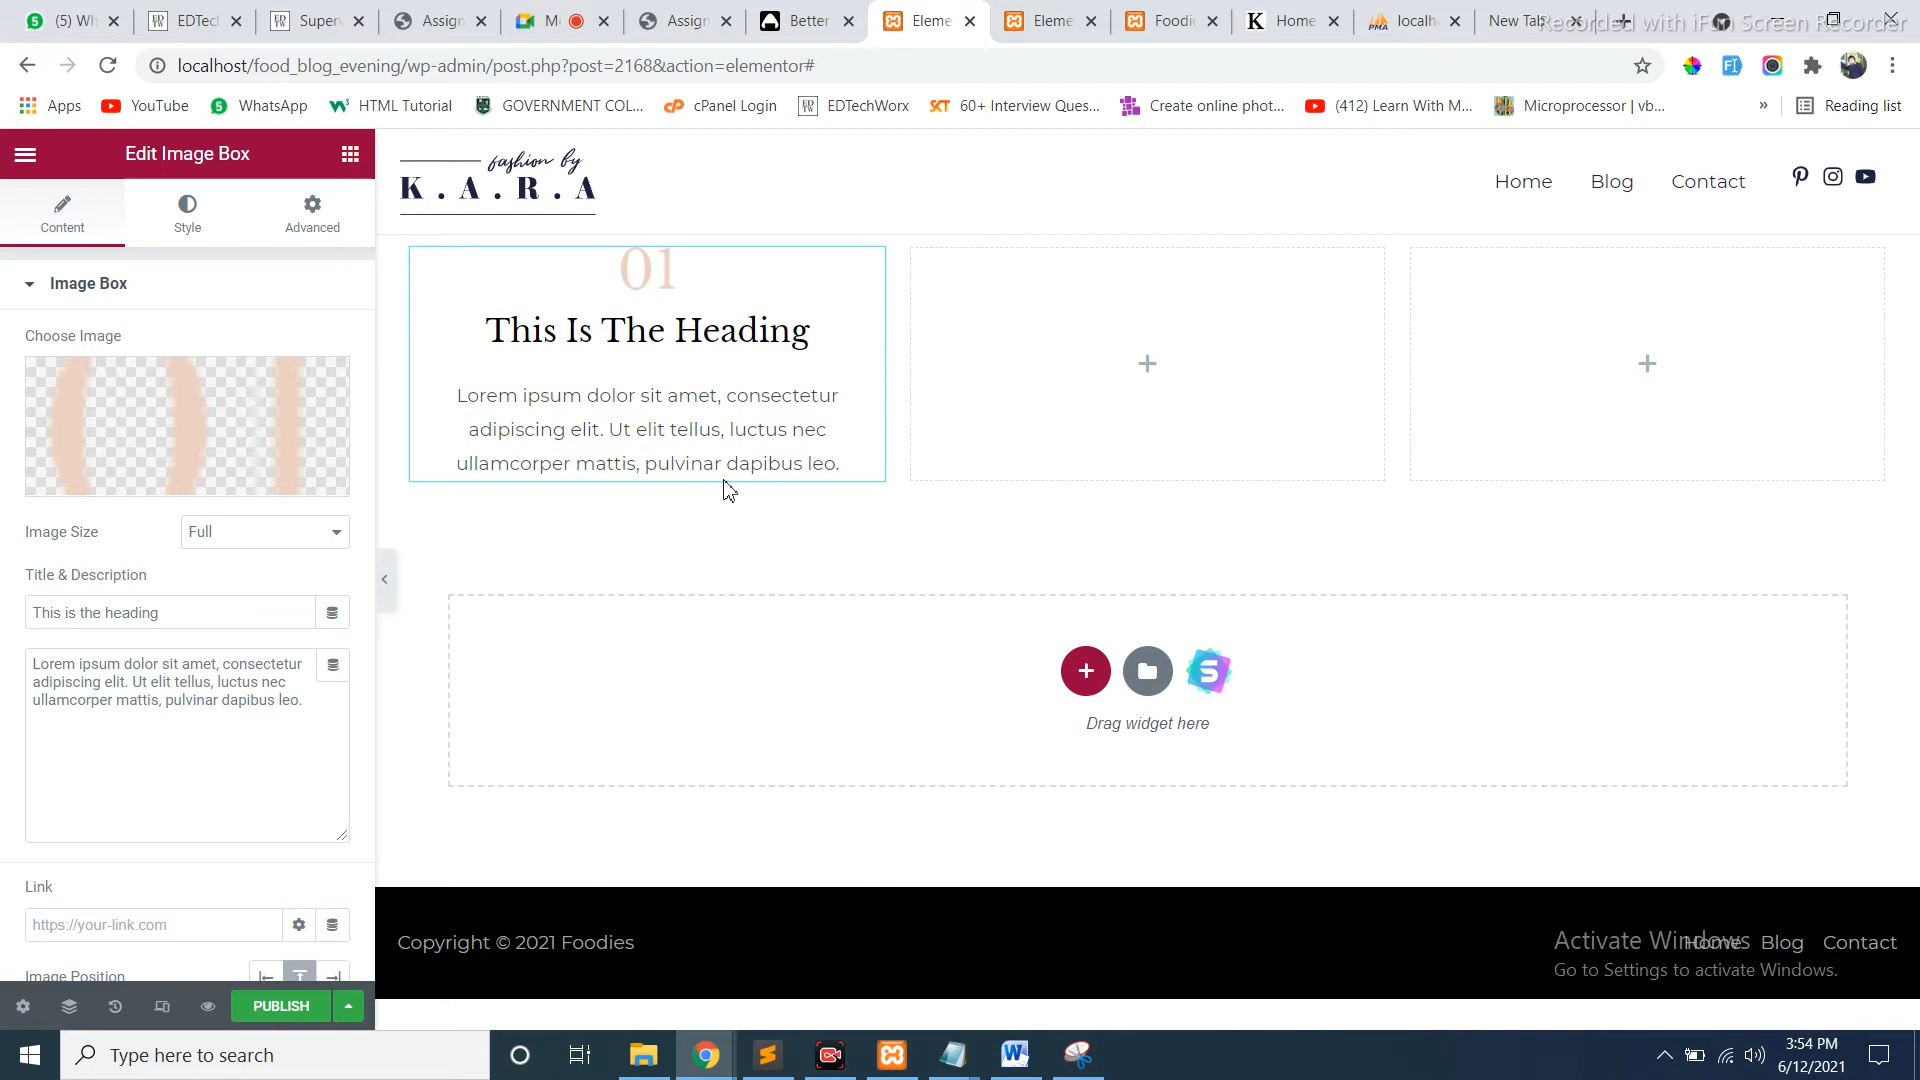 (5) Wh
EDTec
Superv
Assign
M
Assign
Better
Eleme
Eleme
Foodi
Home
localh
New Tab
Recorded with iFun Screen Recorder
localhost/food_blog_evening/wp-admin/post.php?post=2168&action=elementor#
Apps
YouTube
WhatsApp
HTML Tutorial
GOVERNMENT COL...
cPanel Login
EDTechWorx
60+ Interview Ques...
Create online phot...
(412) Learn With M...
Microprocessor | vb...
»
Reading list
Edit Image Box
Content
Style
Advanced
Image Box
Choose Image
Image Size
Full
Title & Description
This is the heading
Lorem ipsum dolor sit amet, consectetur
adipiscing elit. Ut elit tellus, luctus nec
ullamcorper mattis, pulvinar dapibus leo.
Link
https://your-link.com
Image Position
PUBLISH
fashion by
K.A.R.A
Home
Blog
Contact
01
This Is The Heading
Lorem ipsum dolor sit amet, consectetur
adipiscing elit. Ut elit tellus, luctus nec
ullamcorper mattis, pulvinar dapibus leo.
Drag widget here
Copyright © 2021 Foodies
Home
Blog
Contact
Activate Windows
Go to Settings to activate Windows.
Type here to search
3:54 PM
6/12/2021